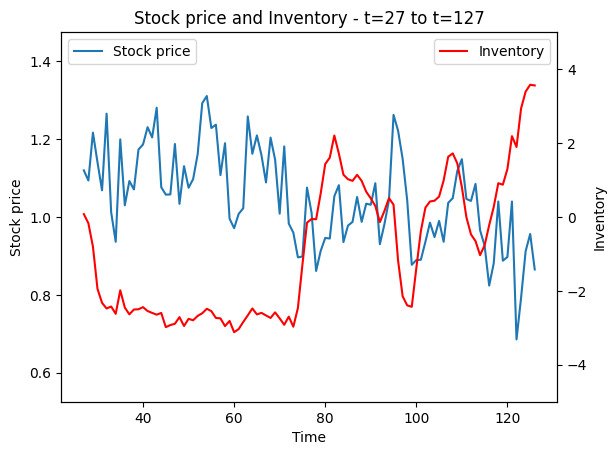 Stock price and Inventory - t=27 to t=127
Stock price
Inventory
1.4
1.2
1.0
0.8
0.6
4
2
0
−2
−4
Stock price
Inventory
40
60
80
100
120
Time